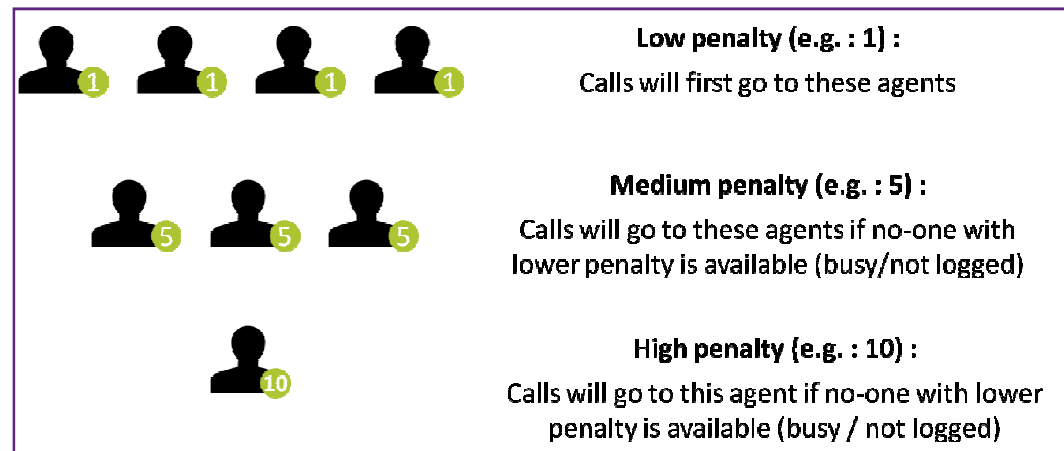 1 1 1 1
Low penalty (e.g. : 1) :
Calls will first go to these agents
5 5 5
Medium penalty (e.g. : 5) :
Calls will go to these agents if no-one with
lower penalty is available (busy/not logged)
10
High penalty (e.g. : 10) :
Calls will go to this agent if no-one with lower
penalty is available (busy / not logged)